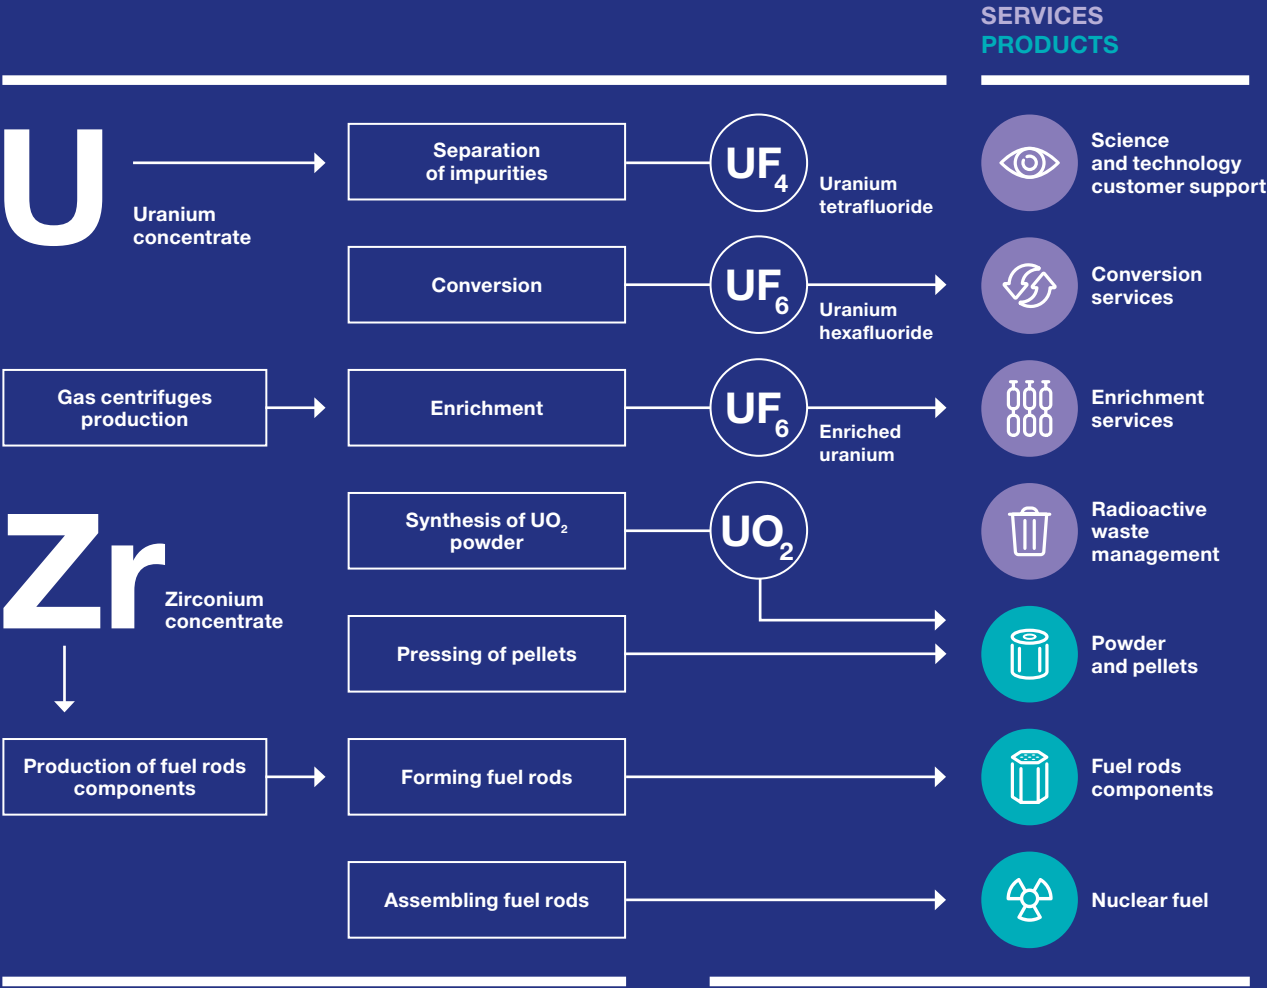 SERVICES
PRODUCTS
U
Uranium
concentrate
Separation
of impurities
UF4
Uranium
tetrafluoride
Science
and technology
customer support
Conversion
UF6
Uranium
hexafluoride
Conversion
services
Gas centrifuges
production
Enrichment
UF6
Enriched
uranium
Enrichment
services
Zr
Zirconium
concentrate
Synthesis of UO2
powder
UO2
Radioactive
waste
management
Pressing of pellets
Powder
and pellets
Production of fuel rods
components
Forming fuel rods
Fuel rods
components
Assembling fuel rods
Nuclear fuel